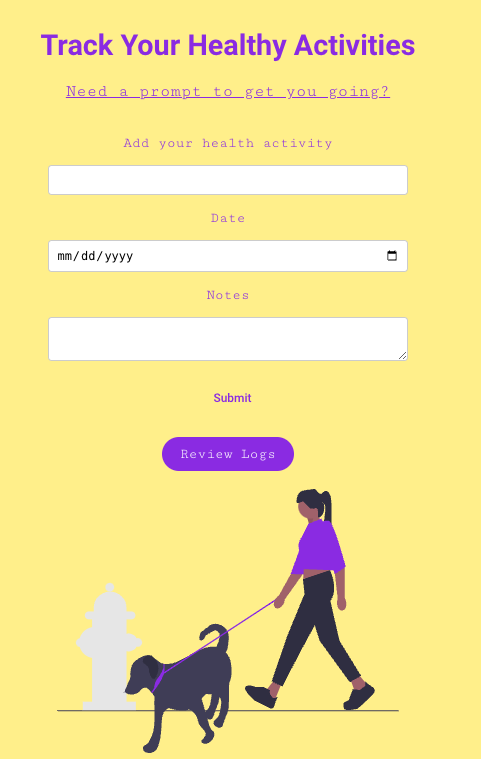 Track Your Healthy Activities
Need a prompt to get you going?
Add your health activity
Date
mm/dd/yyyy
Notes
Submit
Review Logs